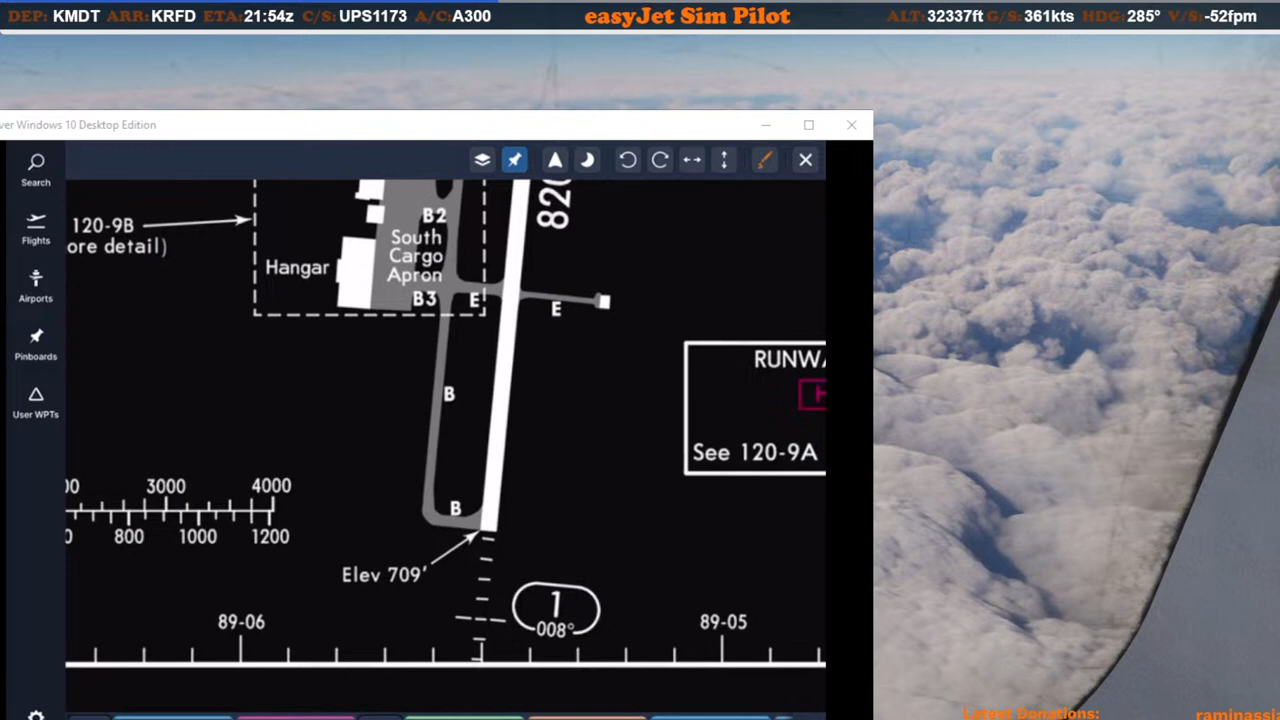 DEP: KMDT ARR: KRFD ETA: 21:54z C/S: UPS1173 A/C: A300
easyJet Sim Pilot
ALT: 32337ft G/S: 361kts HDG: 285° V/S: -52fpm
ver Windows 10 Desktop Edition
Search
Flights
Airports
Pinboards
User WPTs
120-9B
ore detail)
Hangar
B2
South
Cargo
Apron
B3
E
E
820
B
B
RUNWA
H
See 120-9A
00 3000 4000
0 800 1000 1200
Elev 709'
1
008°
89-06
89-05
Latest Donations:
raminassi